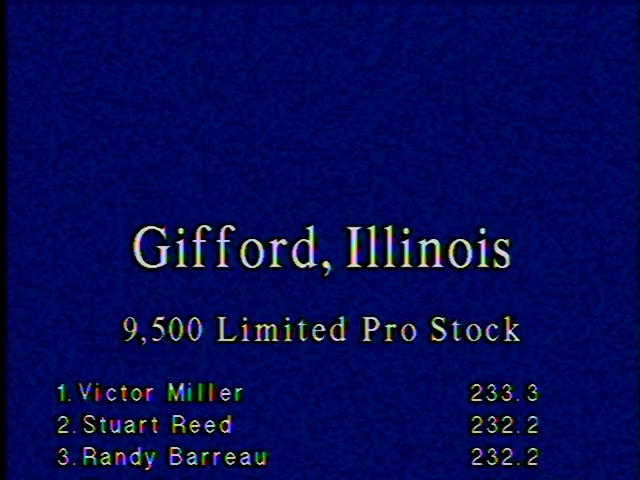 Gifford, Illinois
9,500 Limited Pro Stock
1. Victor Miller 233.3
2. Stuart Reed 232.2
3. Randy Barreau 232.2